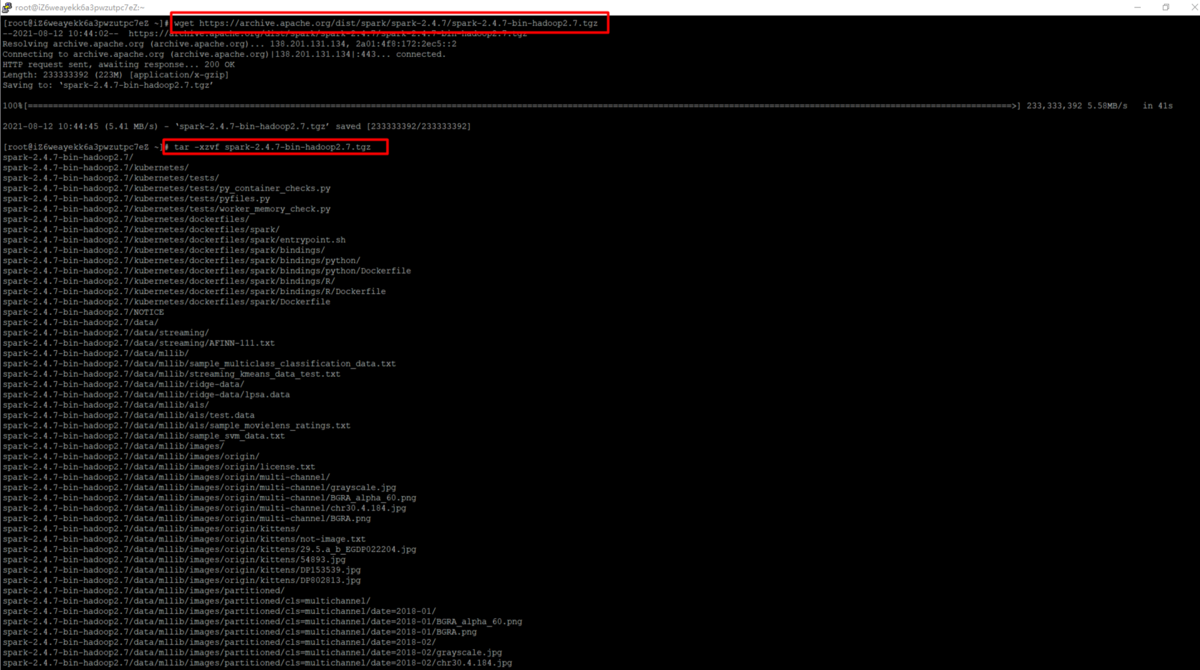 root@iZ6weayekk6a3pwzutpc7eZ:~
[root@iZ6weayekk6a3pwzutpc7eZ ~]# wget https://archive.apache.org/dist/spark/spark-2.4.7/spark-2.4.7-bin-hadoop2.7.tgz
--2021-08-12 10:44:02--  https://archive.apache.org/dist/spark/spark-2.4.7/spark-2.4.7-bin-hadoop2.7.tgz
Resolving archive.apache.org (archive.apache.org)... 138.201.131.134, 2a01:4f8:172:2ec5::2
Connecting to archive.apache.org (archive.apache.org)|138.201.131.134|:443... connected.
HTTP request sent, awaiting response... 200 OK
Length: 233333392 (223M) [application/x-gzip]
Saving to: ‘spark-2.4.7-bin-hadoop2.7.tgz’
100%[======================================================================>] 233,333,392 5.58MB/s   in 41s
2021-08-12 10:44:45 (5.41 MB/s) - ‘spark-2.4.7-bin-hadoop2.7.tgz’ saved [233333392/233333392]
[root@iZ6weayekk6a3pwzutpc7eZ ~]# tar -xzvf spark-2.4.7-bin-hadoop2.7.tgz
spark-2.4.7-bin-hadoop2.7/
spark-2.4.7-bin-hadoop2.7/kubernetes/
spark-2.4.7-bin-hadoop2.7/kubernetes/tests/
spark-2.4.7-bin-hadoop2.7/kubernetes/tests/py_container_checks.py
spark-2.4.7-bin-hadoop2.7/kubernetes/tests/pyfiles.py
spark-2.4.7-bin-hadoop2.7/kubernetes/tests/worker_memory_check.py
spark-2.4.7-bin-hadoop2.7/kubernetes/dockerfiles/
spark-2.4.7-bin-hadoop2.7/kubernetes/dockerfiles/spark/
spark-2.4.7-bin-hadoop2.7/kubernetes/dockerfiles/spark/entrypoint.sh
spark-2.4.7-bin-hadoop2.7/kubernetes/dockerfiles/spark/bindings/
spark-2.4.7-bin-hadoop2.7/kubernetes/dockerfiles/spark/bindings/python/
spark-2.4.7-bin-hadoop2.7/kubernetes/dockerfiles/spark/bindings/python/Dockerfile
spark-2.4.7-bin-hadoop2.7/kubernetes/dockerfiles/spark/bindings/R/
spark-2.4.7-bin-hadoop2.7/kubernetes/dockerfiles/spark/bindings/R/Dockerfile
spark-2.4.7-bin-hadoop2.7/kubernetes/dockerfiles/spark/Dockerfile
spark-2.4.7-bin-hadoop2.7/NOTICE
spark-2.4.7-bin-hadoop2.7/data/
spark-2.4.7-bin-hadoop2.7/data/streaming/
spark-2.4.7-bin-hadoop2.7/data/streaming/AFINN-111.txt
spark-2.4.7-bin-hadoop2.7/data/mllib/
spark-2.4.7-bin-hadoop2.7/data/mllib/sample_multiclass_classification_data.txt
spark-2.4.7-bin-hadoop2.7/data/mllib/streaming_kmeans_data_test.txt
spark-2.4.7-bin-hadoop2.7/data/mllib/ridge-data/
spark-2.4.7-bin-hadoop2.7/data/mllib/ridge-data/lpsa.data
spark-2.4.7-bin-hadoop2.7/data/mllib/als/
spark-2.4.7-bin-hadoop2.7/data/mllib/als/test.data
spark-2.4.7-bin-hadoop2.7/data/mllib/als/sample_movielens_ratings.txt
spark-2.4.7-bin-hadoop2.7/data/mllib/sample_svm_data.txt
spark-2.4.7-bin-hadoop2.7/data/mllib/images/
spark-2.4.7-bin-hadoop2.7/data/mllib/images/origin/
spark-2.4.7-bin-hadoop2.7/data/mllib/images/origin/license.txt
spark-2.4.7-bin-hadoop2.7/data/mllib/images/origin/multi-channel/
spark-2.4.7-bin-hadoop2.7/data/mllib/images/origin/multi-channel/grayscale.jpg
spark-2.4.7-bin-hadoop2.7/data/mllib/images/origin/multi-channel/BGRA_alpha_60.png
spark-2.4.7-bin-hadoop2.7/data/mllib/images/origin/multi-channel/chr30.4.184.jpg
spark-2.4.7-bin-hadoop2.7/data/mllib/images/origin/multi-channel/BGRA.png
spark-2.4.7-bin-hadoop2.7/data/mllib/images/origin/kittens/
spark-2.4.7-bin-hadoop2.7/data/mllib/images/origin/kittens/not-image.txt
spark-2.4.7-bin-hadoop2.7/data/mllib/images/origin/kittens/29.5.a_b_EGDP022204.jpg
spark-2.4.7-bin-hadoop2.7/data/mllib/images/origin/kittens/54893.jpg
spark-2.4.7-bin-hadoop2.7/data/mllib/images/origin/kittens/DP153539.jpg
spark-2.4.7-bin-hadoop2.7/data/mllib/images/origin/kittens/DP802813.jpg
spark-2.4.7-bin-hadoop2.7/data/mllib/images/partitioned/
spark-2.4.7-bin-hadoop2.7/data/mllib/images/partitioned/cls=multichannel/
spark-2.4.7-bin-hadoop2.7/data/mllib/images/partitioned/cls=multichannel/date=2018-01/
spark-2.4.7-bin-hadoop2.7/data/mllib/images/partitioned/cls=multichannel/date=2018-01/BGRA_alpha_60.png
spark-2.4.7-bin-hadoop2.7/data/mllib/images/partitioned/cls=multichannel/date=2018-01/BGRA.png
spark-2.4.7-bin-hadoop2.7/data/mllib/images/partitioned/cls=multichannel/date=2018-02/
spark-2.4.7-bin-hadoop2.7/data/mllib/images/partitioned/cls=multichannel/date=2018-02/grayscale.jpg
spark-2.4.7-bin-hadoop2.7/data/mllib/images/partitioned/cls=multichannel/date=2018-02/chr30.4.184.jpg